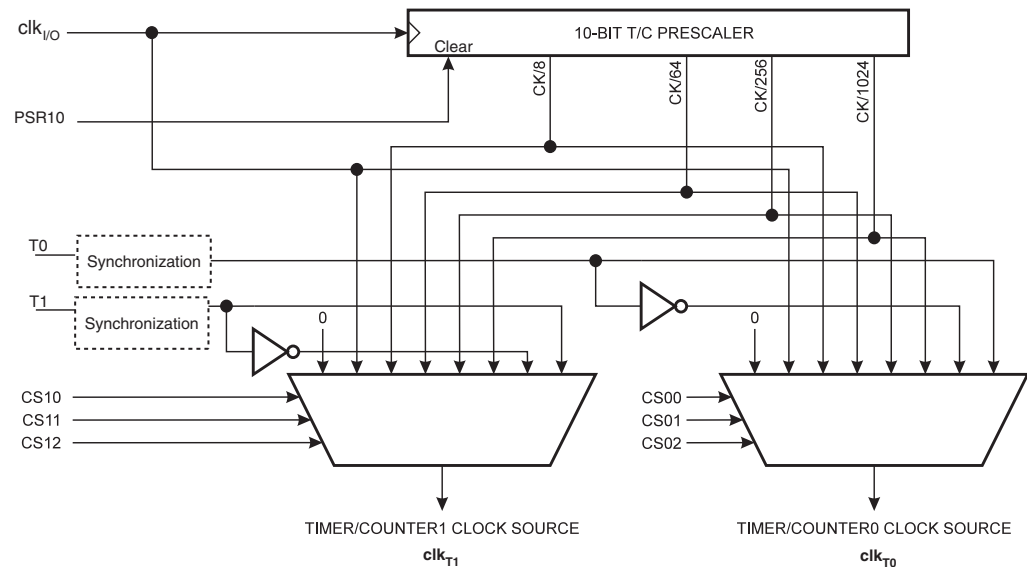 clkI/O
10-BIT T/C PRESCALER
Clear
PSR10
CK/8
CK/64
CK/256
CK/1024
T0
Synchronization
T1
Synchronization
0
0
CS10
CS11
CS12
CS00
CS01
CS02
TIMER/COUNTER1 CLOCK SOURCE
clkT1
TIMER/COUNTER0 CLOCK SOURCE
clkT0